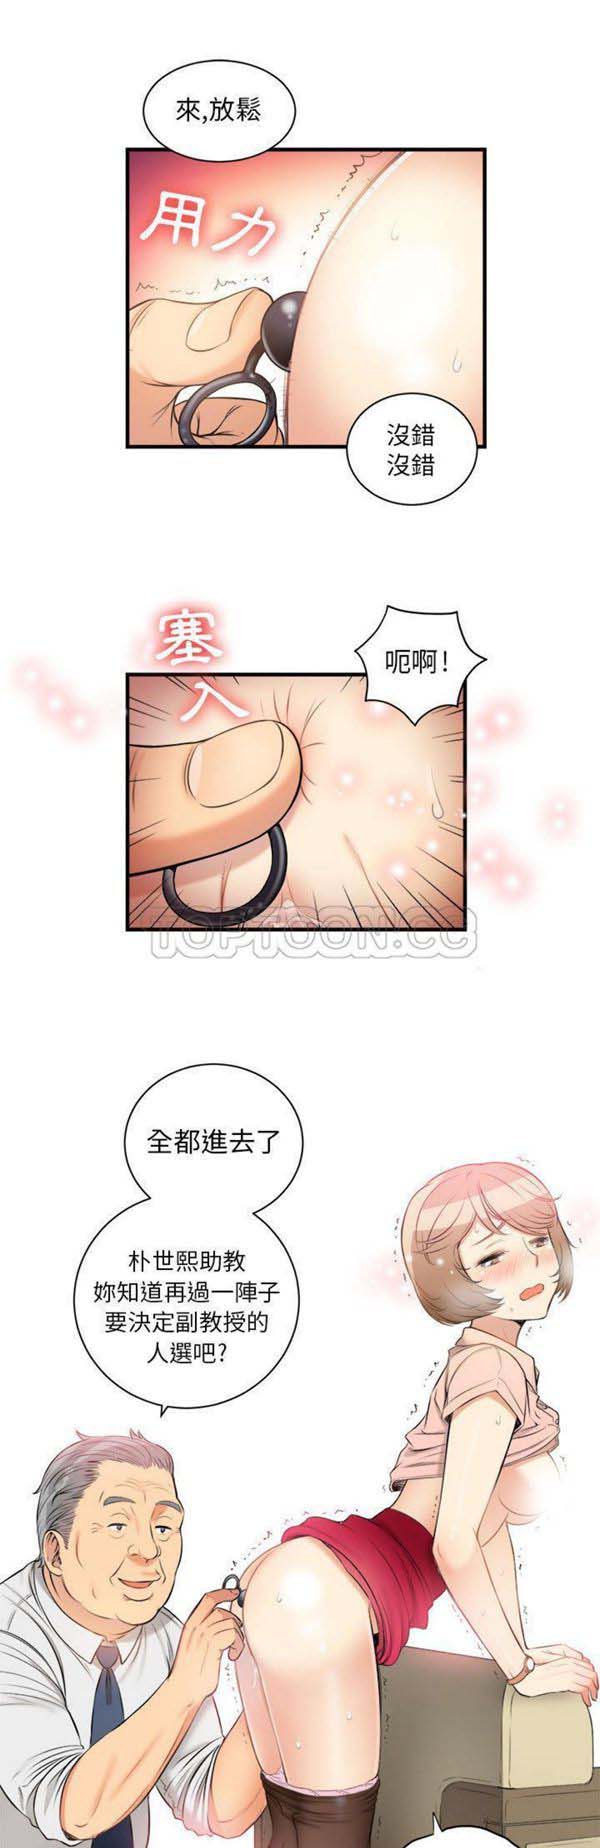 來,放鬆
用力
沒錯
沒錯
塞
入
呃啊!
TOPTOON.CC
全都進去了
朴世熙助教
妳知道再過一陣子
要決定副教授的
人選吧?